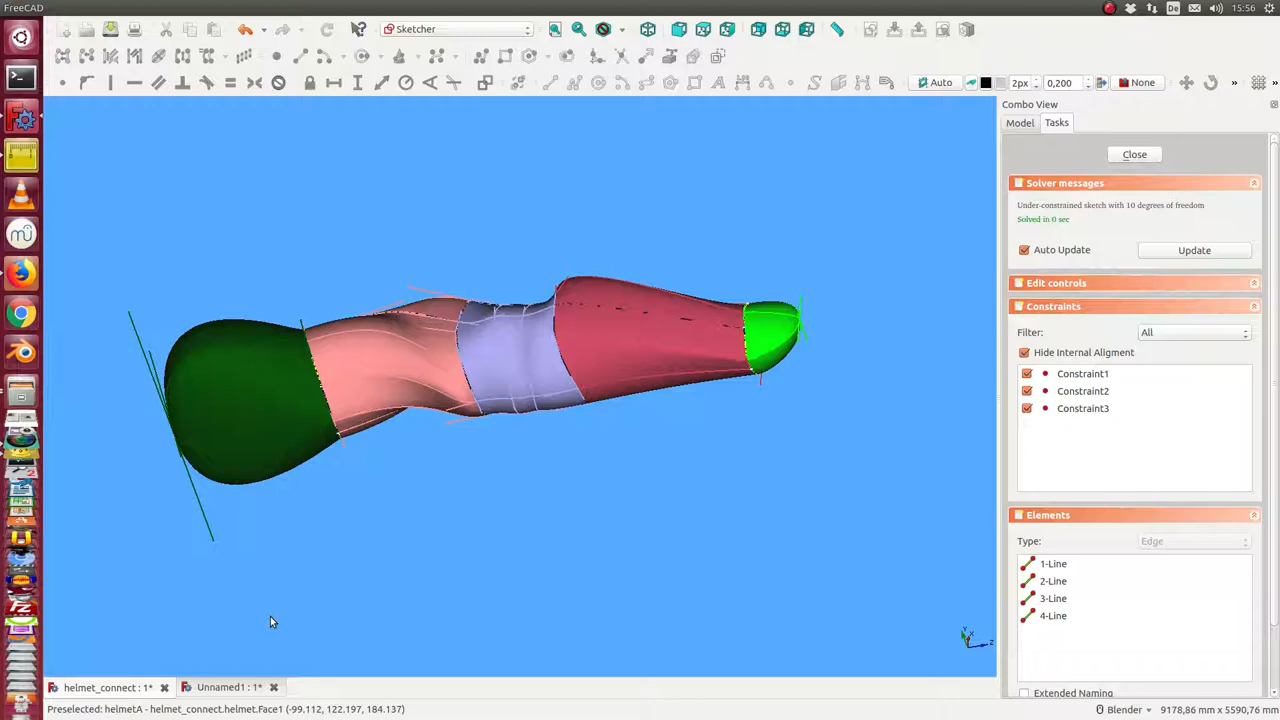 FreeCAD
De
15:56
Sketcher
Auto
2px
0,200
None
Combo View
Model
Tasks
Close
Solver messages
Under-constrained sketch with 10 degrees of freedom
Solved in 0 sec
Auto Update
Update
Edit controls
Constraints
Filter:
All
Hide Internal Aligment
Constraint1
Constraint2
Constraint3
Elements
Type:
Edge
1-Line
2-Line
3-Line
4-Line
Extended Naming
helmet_connect : 1*
Unnamed1 : 1*
Preselected: helmetA - helmet_connect.helmet.Face1 (-99.112, 122.197, 184.137)
Blender
9178,86 mm x 5590,76 mm